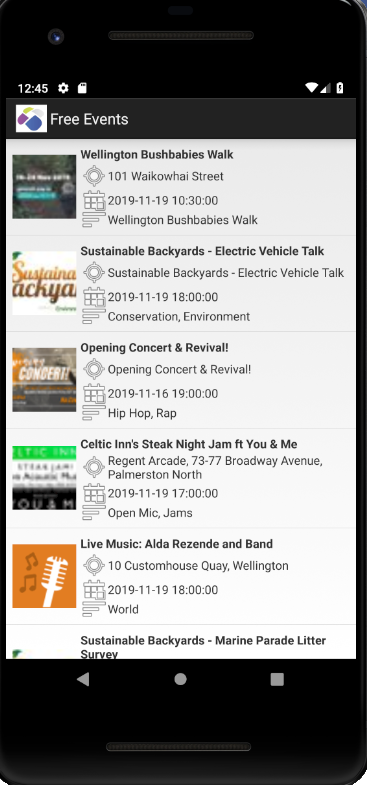 12:45
Free Events
Wellington Bushbabies Walk
101 Waikowhai Street
2019-11-19 10:30:00
Wellington Bushbabies Walk
Sustainable Backyards - Electric Vehicle Talk
Sustainable Backyards - Electric Vehicle Talk
2019-11-19 18:00:00
Conservation, Environment
Opening Concert & Revival!
Opening Concert & Revival!
2019-11-16 19:00:00
Hip Hop, Rap
Celtic Inn's Steak Night Jam ft You & Me
Regent Arcade, 73-77 Broadway Avenue,
Palmerston North
2019-11-19 17:00:00
Open Mic, Jams
Live Music: Alda Rezende and Band
10 Customhouse Quay, Wellington
2019-11-19 18:00:00
World
Sustainable Backyards - Marine Parade Litter
Survey